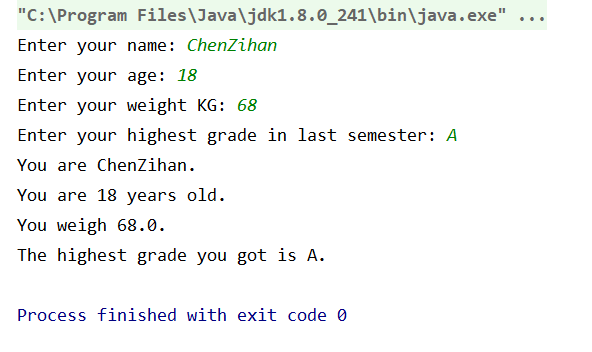 "C:\Program Files\Java\jdk1.8.0_241\bin\java.exe" ...
Enter your name: ChenZihan
Enter your age: 18
Enter your weight KG: 68
Enter your highest grade in last semester: A
You are ChenZihan.
You are 18 years old.
You weigh 68.0.
The highest grade you got is A.
Process finished with exit code 0